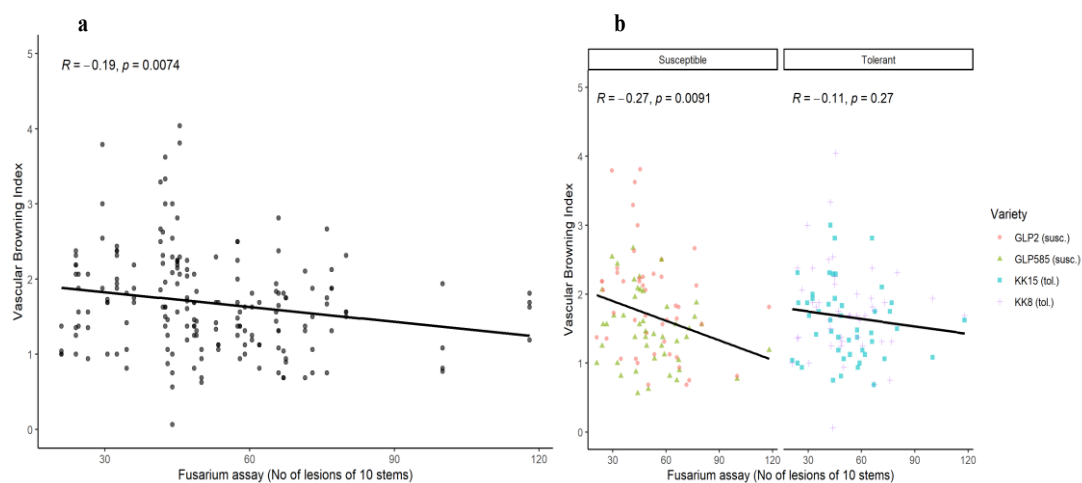 a
R = −0.19, p = 0.0074
5
4
3
2
1
0
Vascular Browning Index
30 60 90 120
Fusarium assay (No of lesions of 10 stems)
b
Susceptible Tolerant
R = −0.27, p = 0.0091 R = −0.11, p = 0.27
5
4
3
2
1
0
Vascular Browning Index
30 60 90 120 30 60 90 120
Fusarium assay (No of lesions of 10 stems)
Variety
GLP2 (susc.)
GLP585 (susc.)
KK15 (tol.)
KK8 (tol.)